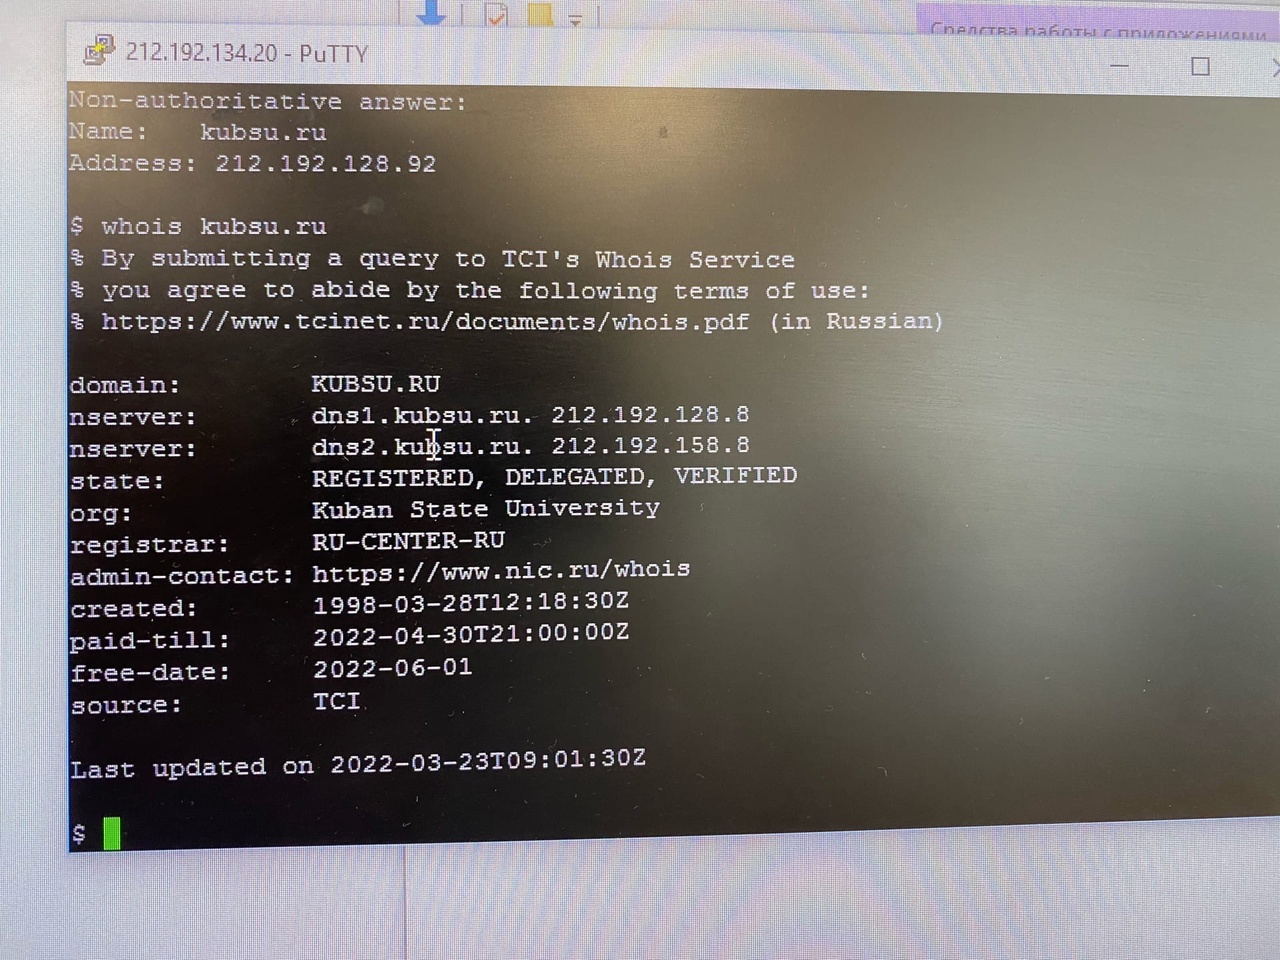 Средства работы с приложениями
212.192.134.20 - PuTTY
Non-authoritative answer:
Name:   kubsu.ru
Address: 212.192.128.92
$ whois kubsu.ru
% By submitting a query to TCI's Whois Service
% you agree to abide by the following terms of use:
% https://www.tcinet.ru/documents/whois.pdf (in Russian)
domain:        KUBSU.RU
nserver:       dns1.kubsu.ru. 212.192.128.8
nserver:       dns2.kubsu.ru. 212.192.158.8
state:         REGISTERED, DELEGATED, VERIFIED
org:           Kuban State University
registrar:     RU-CENTER-RU
admin-contact: https://www.nic.ru/whois
created:       1998-03-28T12:18:30Z
paid-till:     2022-04-30T21:00:00Z
free-date:     2022-06-01
source:        TCI
Last updated on 2022-03-23T09:01:30Z
$